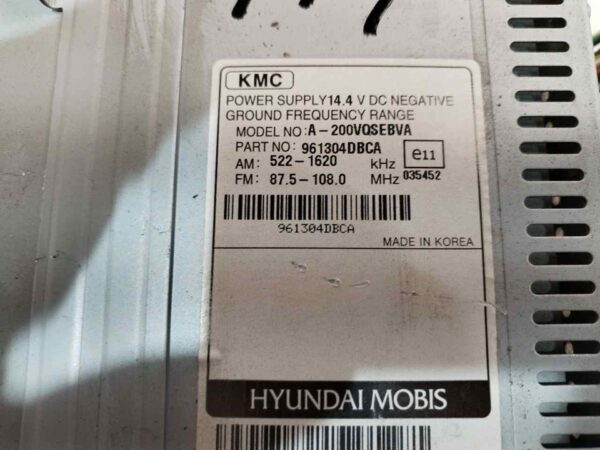 KMC
POWER SUPPLY14.4 V DC NEGATIVE
GROUND FREQUENCY RANGE
MODEL NO: A-200VQSEBVA
PART NO: 961304DBCA
e11
AM: 522-1620 kHz
FM: 87.5-108.0 MHz
035452
961304DBCA
MADE IN KOREA
HYUNDAI MOBIS